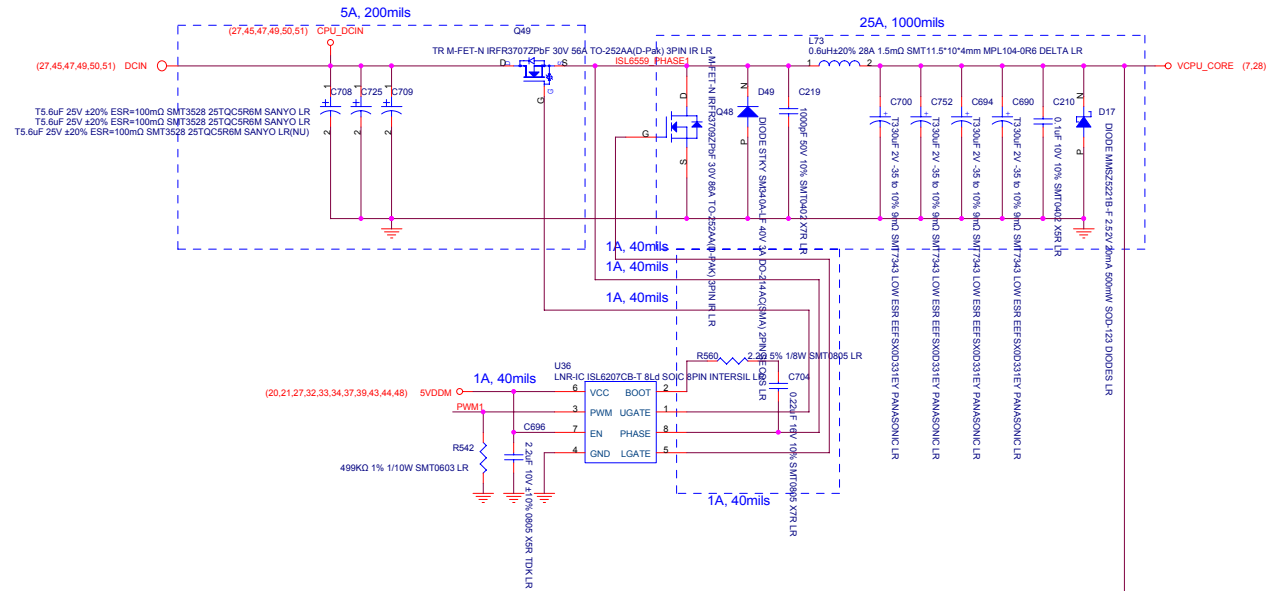 5A, 200mils
25A, 1000mils
(27,45,47,49,50,51) CPU_DCIN
Q49
L73
TR M-FET-N IRFR3707ZPbF 30V 56A TO-252AA(D-Pak) 3PIN IR LR
0.6uH±20% 28A 1.5mΩ SMT11.5*10*4mm MPL104-0R6 DELTA LR
(27,45,47,49,50,51) DCIN
D
S
G
ISL6559_PHASE1
1
2
VCPU_CORE (7,28)
1
C708
1
C725
1
C709
2
2
2
T5.6uF 25V ±20% ESR=100mΩ SMT3528 25TQC5R6M SANYO LR
T5.6uF 25V ±20% ESR=100mΩ SMT3528 25TQC5R6M SANYO LR
T5.6uF 25V ±20% ESR=100mΩ SMT3528 25TQC5R6M SANYO LR(NU)
G
D
G
S
Q48
M-FET-N IRFR3709ZPbF 30V 86A TO-252AA(D-PAK) 3PIN IR LR
N
D49
P
DIODE STKY SM340A-LF 40V 3A DO-214AC(SMA) 2PIN SECOS LR
C219
1000pF 50V 10% SMT0402 X7R LR
C700
T330uF 2V -35 to 10% 9mΩ SMT7343 LOW ESR EEFSX0D331EY PANASONIC LR
C752
T330uF 2V -35 to 10% 9mΩ SMT7343 LOW ESR EEFSX0D331EY PANASONIC LR
C694
T330uF 2V -35 to 10% 9mΩ SMT7343 LOW ESR EEFSX0D331EY PANASONIC LR
C690
T330uF 2V -35 to 10% 9mΩ SMT7343 LOW ESR EEFSX0D331EY PANASONIC LR
C210
0.1uF 10V 10% SMT0402 X5R LR
N
D17
P
DIODE MMSZ5221B-F 2.52V 20mA 500mW SOD-123 DIODES LR
1A, 40mils
1A, 40mils
1A, 40mils
R560
2.2Ω 5% 1/8W SMT0805 LR
U36
LNR-IC ISL6207CB-T 8Ld SOIC 8PIN INTERSIL LR
C704
0.22uF 16V 10% SMT0805 X7R LR
1A, 40mils
(20,21,27,32,33,34,37,39,43,44,48) 5VDDM
6 VCC BOOT 2
PWM1
3 PWM UGATE 1
7 EN PHASE 8
4 GND LGATE 5
C696
2.2uF 10V ±10% 0805 X5R TDK LR
R542
499KΩ 1% 1/10W SMT0603 LR
1A, 40mils